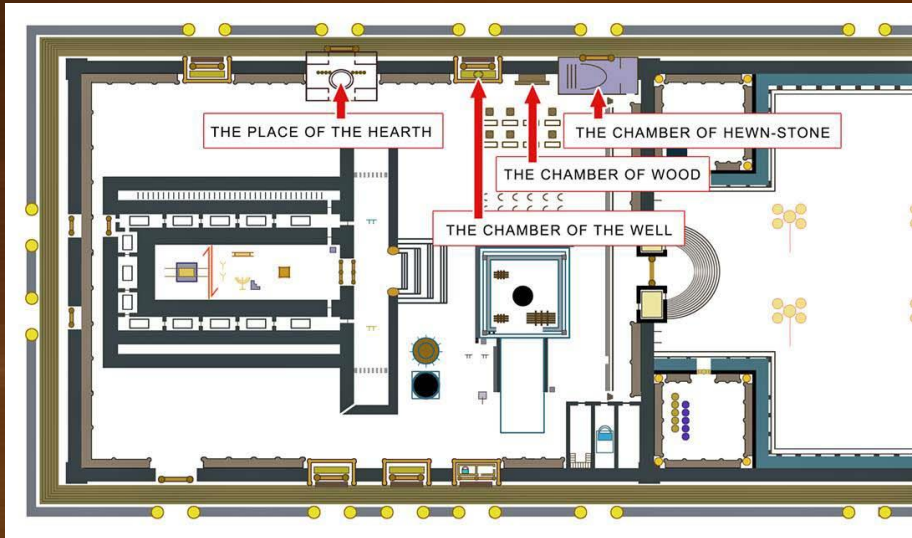 THE PLACE OF THE HEARTH
THE CHAMBER OF HEWN-STONE
THE CHAMBER OF WOOD
THE CHAMBER OF THE WELL